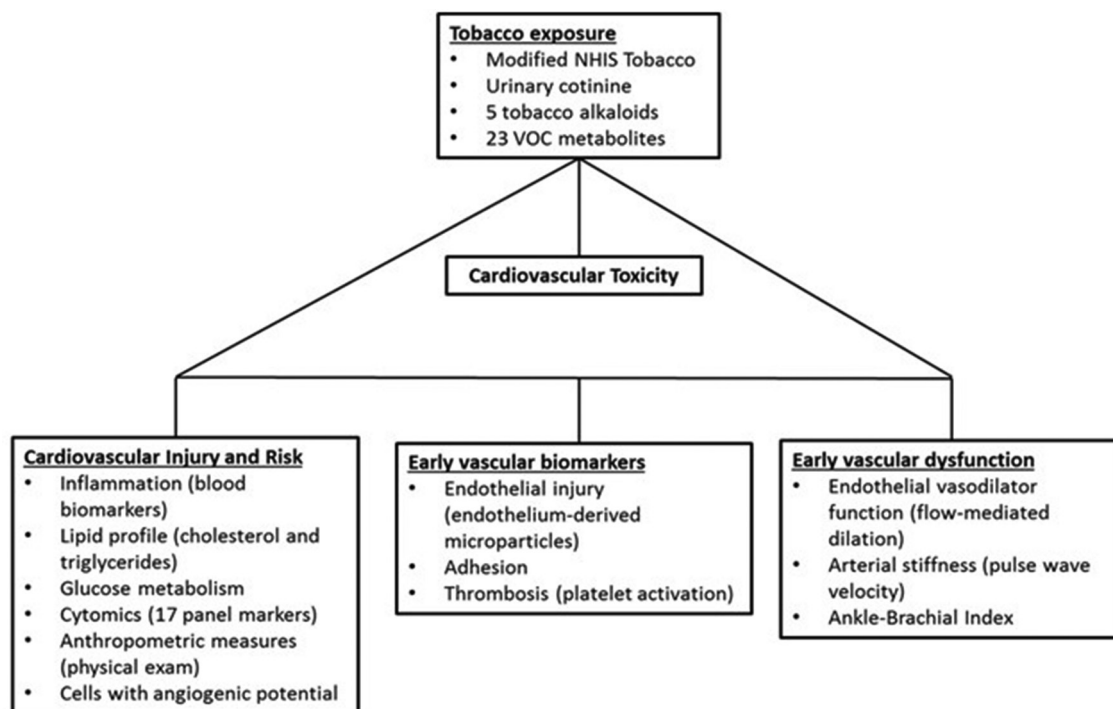 Tobacco exposure
• Modified NHIS Tobacco
• Urinary cotinine
• 5 tobacco alkaloids
• 23 VOC metabolites
Cardiovascular Toxicity
Cardiovascular Injury and Risk
• Inflammation (blood
biomarkers)
• Lipid profile (cholesterol and
triglycerides)
• Glucose metabolism
• Cytomics (17 panel markers)
• Anthropometric measures
(physical exam)
• Cells with angiogenic potential
Early vascular biomarkers
• Endothelial injury
(endothelium-derived
microparticles)
• Adhesion
• Thrombosis (platelet activation)
Early vascular dysfunction
• Endothelial vasodilator
function (flow-mediated
dilation)
• Arterial stiffness (pulse wave
velocity)
• Ankle-Brachial Index